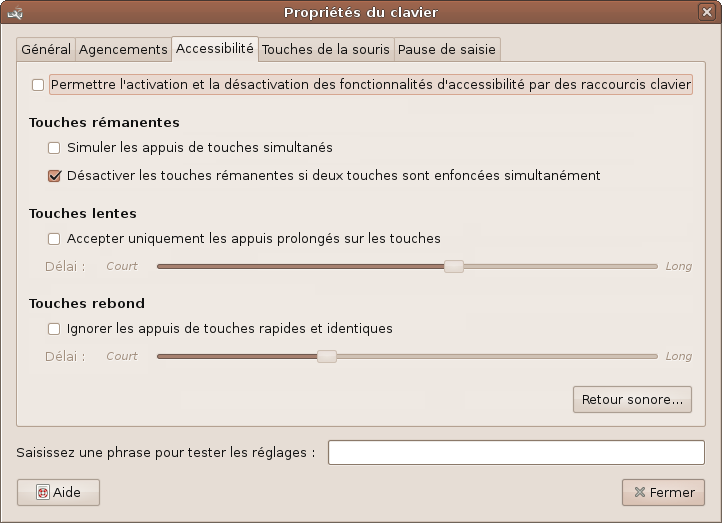 Propriétés du clavier
Général Agencements Accessibilité Touches de la souris Pause de saisie
Permettre l'activation et la désactivation des fonctionnalités d'accessibilité par des raccourcis clavier
Touches rémanentes
Simuler les appuis de touches simultanés
Désactiver les touches rémanentes si deux touches sont enfoncées simultanément
Touches lentes
Accepter uniquement les appuis prolongés sur les touches
Délai : Court Long
Touches rebond
Ignorer les appuis de touches rapides et identiques
Délai : Court Long
Retour sonore...
Saisissez une phrase pour tester les réglages :
Aide Fermer